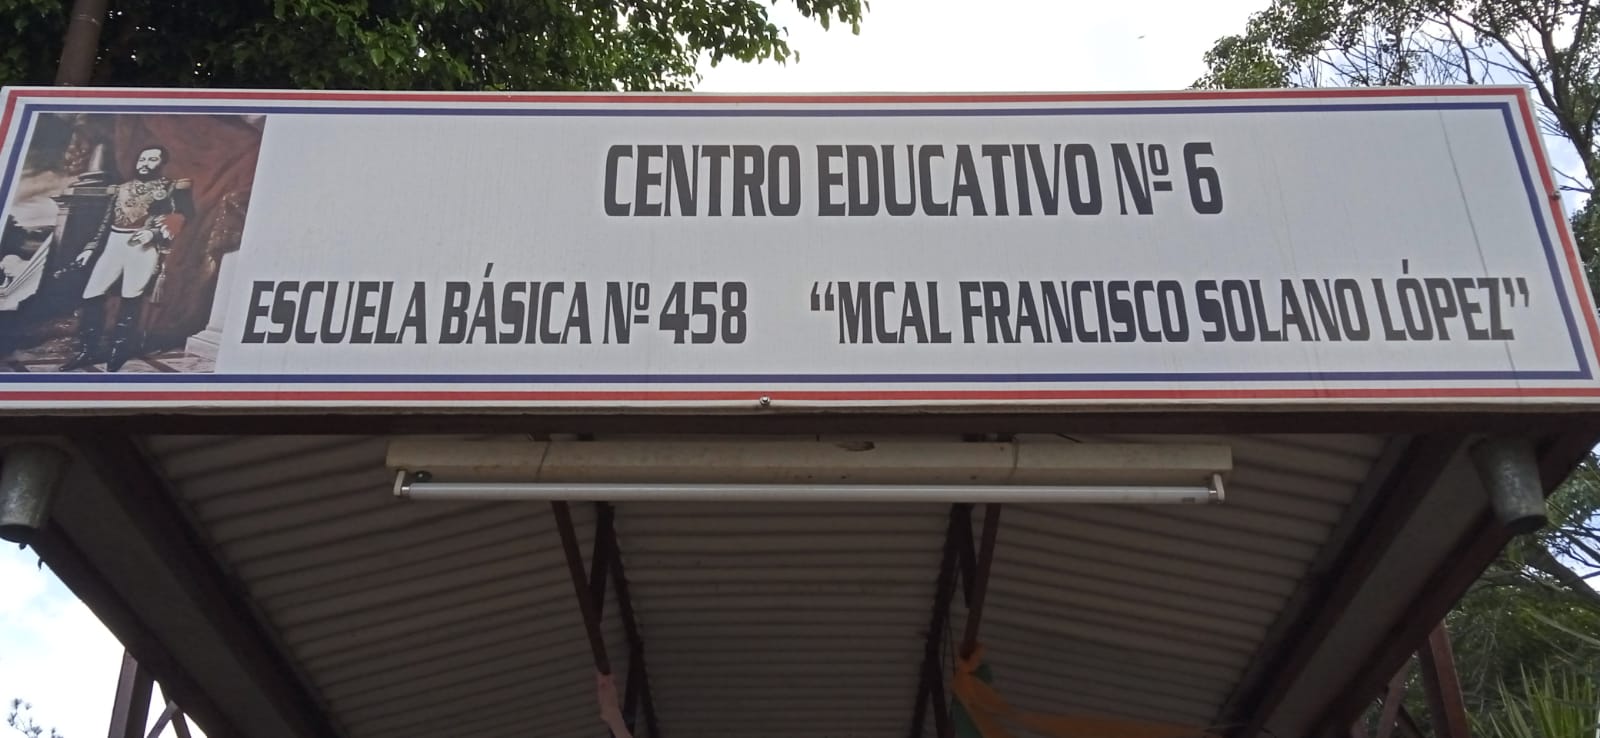 CENTRO EDUCATIVO Nº 6
ESCUELA BÁSICA Nº 458 “MCAL FRANCISCO SOLANO LÓPEZ”